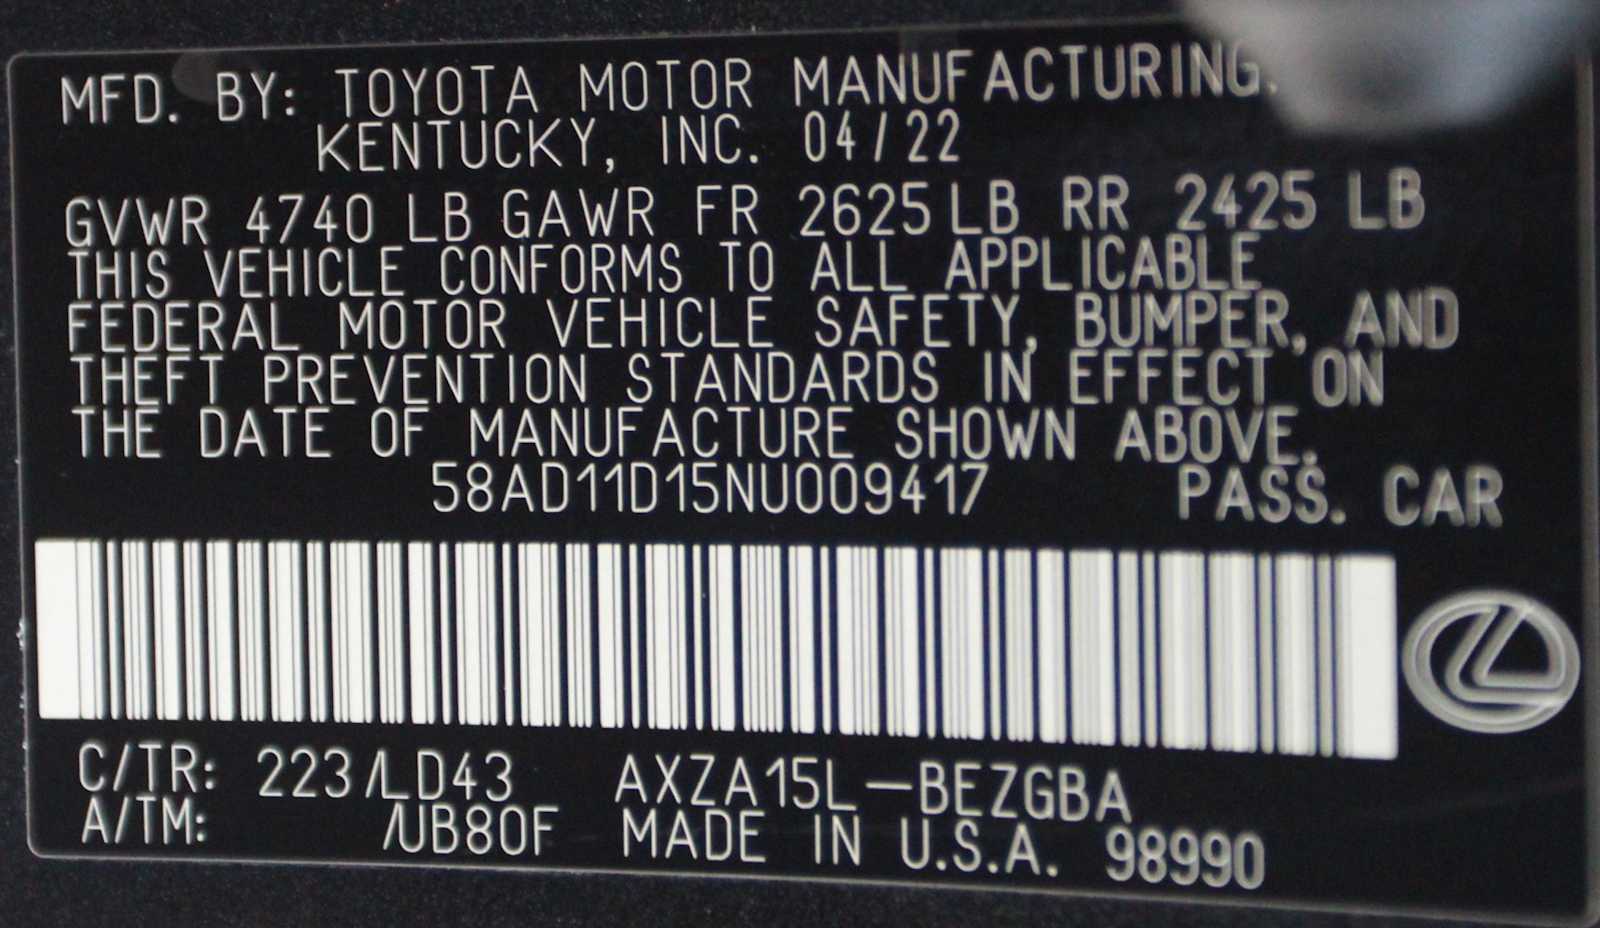 MFD. BY: TOYOTA MOTOR MANUFACTURING,
KENTUCKY, INC. 04/22
GVWR 4740 LB GAWR FR 2625 LB RR 2425 LB
THIS VEHICLE CONFORMS TO ALL APPLICABLE
FEDERAL MOTOR VEHICLE SAFETY, BUMPER, AND
THEFT PREVENTION STANDARDS IN EFFECT ON
THE DATE OF MANUFACTURE SHOWN ABOVE.
58AD11D15NU009417 PASS. CAR
C/TR: 223/LD43 AXZA15L-BEZGBA
A/TM: /UB80F MADE IN U.S.A. 98990